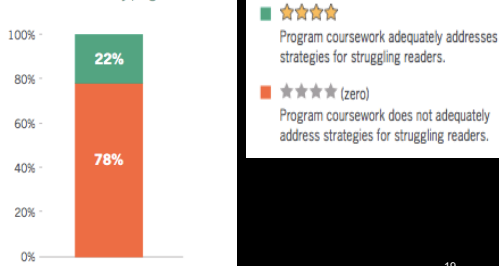 100%
80%
60%
40%
20%
0%
22%
78%
Program coursework adequately addresses
strategies for struggling readers.
(zero)
Program coursework does not adequately
address strategies for struggling readers.